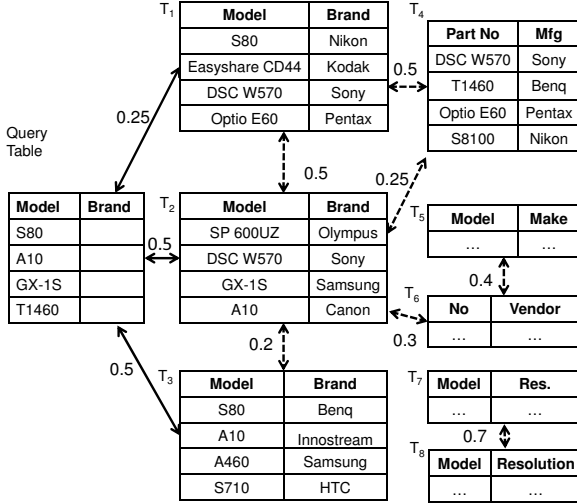 T1
Model Brand
S80 Nikon
Easyshare CD44 Kodak
DSC W570 Sony
Optio E60 Pentax
T4
Part No Mfg
DSC W570 Sony
T1460 Benq
Optio E60 Pentax
S8100 Nikon
0.5
0.25
Query
Table
0.5
0.25
Model Brand
S80
A10
GX-1S
T1460
0.5
T2
Model Brand
SP 600UZ Olympus
DSC W570 Sony
GX-1S Samsung
A10 Canon
T5
Model Make
... ...
0.4
T6
No Vendor
... ...
0.3
0.2
0.5
T3
Model Brand
S80 Benq
A10 Innostream
A460 Samsung
S710 HTC
T7
Model Res.
... ...
0.7
T8
Model Resolution
... ...